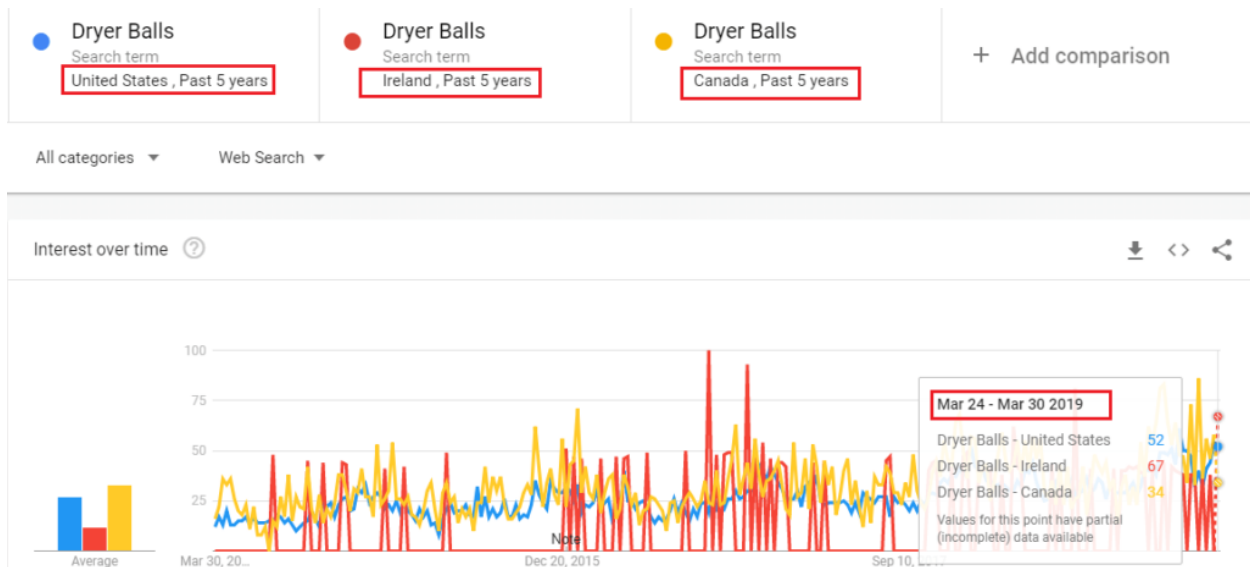 Dryer Balls
Search term
United States , Past 5 years
Dryer Balls
Search term
Ireland , Past 5 years
Dryer Balls
Search term
Canada , Past 5 years
+ Add comparison
All categories
Web Search
Interest over time ?
100
75
50
25
Average
Mar 30, 20...
Note
Dec 20, 2015
Sep 10,
Mar 24 - Mar 30 2019
Dryer Balls - United States 52
Dryer Balls - Ireland 67
Dryer Balls - Canada 34
Values for this point have partial
(incomplete) data available